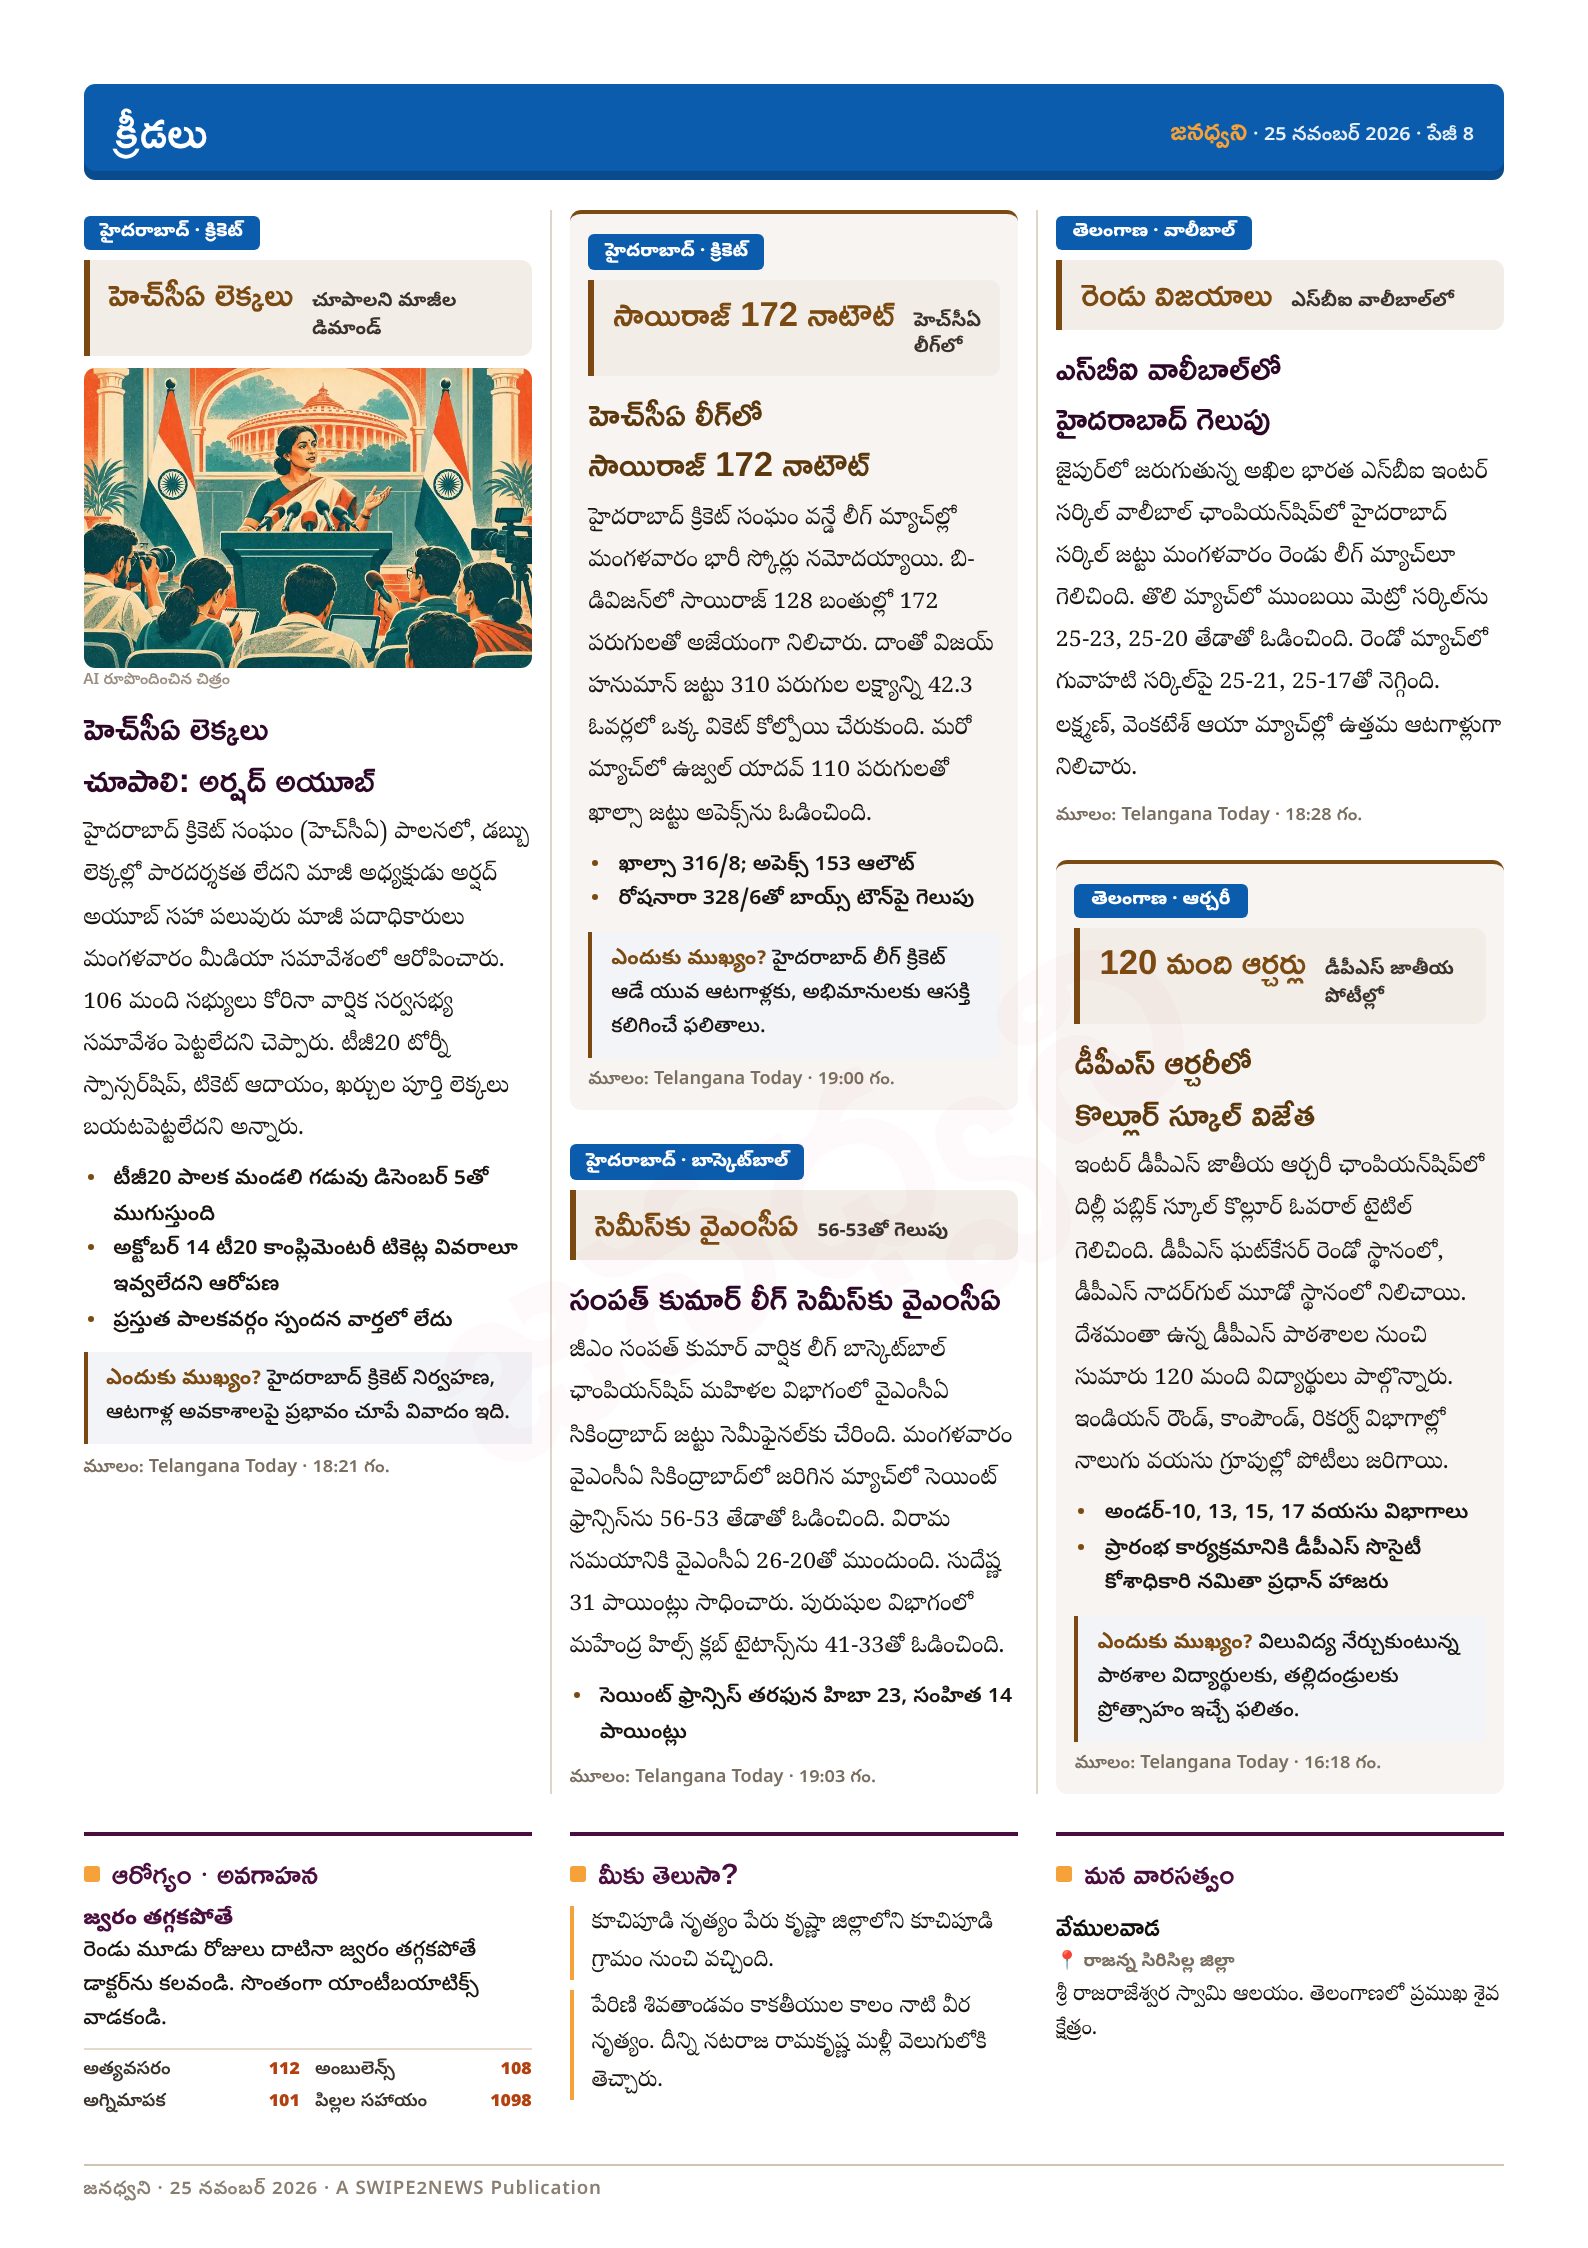 క్రీడలు
జనధ్వని · 25 నవంబర్ 2026 · పేజీ 8
హైదరాబాద్ · క్రికెట్
హెచ్‌సీఏ లెక్కలు చూపాలని మాజీల
డిమాండ్
AI రూపొందించిన చిత్రం
హెచ్‌సీఏ లెక్కలు
చూపాలి: అర్షద్ అయూబ్
హైదరాబాద్ క్రికెట్ సంఘం (హెచ్‌సీఏ) పాలనలో, డబ్బు
లెక్కల్లో పారదర్శకత లేదని మాజీ అధ్యక్షుడు అర్షద్
అయూబ్ సహా పలువురు మాజీ పదాధికారులు
మంగళవారం మీడియా సమావేశంలో ఆరోపించారు.
106 మంది సభ్యులు కోరినా వార్షిక సర్వసభ్య
సమావేశం పెట్టలేదని చెప్పారు. టీజీ20 టోర్నీ
స్పాన్సర్‌షిప్, టికెట్ ఆదాయం, ఖర్చుల పూర్తి లెక్కలు
బయటపెట్టలేదని అన్నారు.
• టీజీ20 పాలక మండలి గడువు డిసెంబర్ 5తో
ముగుస్తుంది
• అక్టోబర్ 14 టీ20 కాంప్లిమెంటరీ టికెట్ల వివరాలూ
ఇవ్వలేదని ఆరోపణ
• ప్రస్తుత పాలకవర్గం స్పందన వార్తలో లేదు
ఎందుకు ముఖ్యం? హైదరాబాద్ క్రికెట్ నిర్వహణ,
ఆటగాళ్ల అవకాశాలపై ప్రభావం చూపే వివాదం ఇది.
మూలం: Telangana Today · 18:21 గం.
హైదరాబాద్ · క్రికెట్
సాయిరాజ్ 172 నాటౌట్ హెచ్‌సీఏ
లీగ్‌లో
హెచ్‌సీఏ లీగ్‌లో
సాయిరాజ్ 172 నాటౌట్
హైదరాబాద్ క్రికెట్ సంఘం వన్డే లీగ్ మ్యాచ్‌ల్లో
మంగళవారం భారీ స్కోర్లు నమోదయ్యాయి. బి-
డివిజన్‌లో సాయిరాజ్ 128 బంతుల్లో 172
పరుగులతో అజేయంగా నిలిచారు. దాంతో విజయ్
హనుమాన్ జట్టు 310 పరుగుల లక్ష్యాన్ని 42.3
ఓవర్లలో ఒక్క వికెట్ కోల్పోయి చేరుకుంది. మరో
మ్యాచ్‌లో ఉజ్వల్ యాదవ్ 110 పరుగులతో
ఖాల్సా జట్టు అపెక్స్‌ను ఓడించింది.
• ఖాల్సా 316/8; అపెక్స్ 153 ఆలౌట్
• రోషనారా 328/6తో బాయ్స్ టౌన్‌పై గెలుపు
ఎందుకు ముఖ్యం? హైదరాబాద్ లీగ్ క్రికెట్
ఆడే యువ ఆటగాళ్లకు, అభిమానులకు ఆసక్తి
కలిగించే ఫలితాలు.
మూలం: Telangana Today · 19:00 గం.
హైదరాబాద్ · బాస్కెట్‌బాల్
సెమీస్‌కు వైఎంసీఏ 56-53తో గెలుపు
సంపత్ కుమార్ లీగ్ సెమీస్‌కు వైఎంసీఏ
జీఎం సంపత్ కుమార్ వార్షిక లీగ్ బాస్కెట్‌బాల్
ఛాంపియన్‌షిప్ మహిళల విభాగంలో వైఎంసీఏ
సికింద్రాబాద్ జట్టు సెమీఫైనల్‌కు చేరింది. మంగళవారం
వైఎంసీఏ సికింద్రాబాద్‌లో జరిగిన మ్యాచ్‌లో సెయింట్
ఫ్రాన్సిస్‌ను 56-53 తేడాతో ఓడించింది. విరామ
సమయానికి వైఎంసీఏ 26-20తో ముందుంది. సుదేష్ణ
31 పాయింట్లు సాధించారు. పురుషుల విభాగంలో
మహేంద్ర హిల్స్ క్లబ్ టైటాన్స్‌ను 41-33తో ఓడించింది.
• సెయింట్ ఫ్రాన్సిస్ తరఫున హిబా 23, సంహిత 14
పాయింట్లు
మూలం: Telangana Today · 19:03 గం.
తెలంగాణ · వాలీబాల్
రెండు విజయాలు ఎస్‌బీఐ వాలీబాల్‌లో
ఎస్‌బీఐ వాలీబాల్‌లో
హైదరాబాద్ గెలుపు
జైపుర్‌లో జరుగుతున్న అఖిల భారత ఎస్‌బీఐ ఇంటర్
సర్కిల్ వాలీబాల్ ఛాంపియన్‌షిప్‌లో హైదరాబాద్
సర్కిల్ జట్టు మంగళవారం రెండు లీగ్ మ్యాచ్‌లూ
గెలిచింది. తొలి మ్యాచ్‌లో ముంబయి మెట్రో సర్కిల్‌ను
25-23, 25-20 తేడాతో ఓడించింది. రెండో మ్యాచ్‌లో
గువాహటి సర్కిల్‌పై 25-21, 25-17తో నెగ్గింది.
లక్ష్మణ్, వెంకటేశ్ ఆయా మ్యాచ్‌ల్లో ఉత్తమ ఆటగాళ్లుగా
నిలిచారు.
మూలం: Telangana Today · 18:28 గం.
తెలంగాణ · ఆర్చరీ
120 మంది ఆర్చర్లు డీపీఎస్ జాతీయ
పోటీల్లో
డీపీఎస్ ఆర్చరీలో
కొల్లూర్ స్కూల్ విజేత
ఇంటర్ డీపీఎస్ జాతీయ ఆర్చరీ ఛాంపియన్‌షిప్‌లో
దిల్లీ పబ్లిక్ స్కూల్ కొల్లూర్ ఓవరాల్ టైటిల్
గెలిచింది. డీపీఎస్ ఘట్‌కేసర్ రెండో స్థానంలో,
డీపీఎస్ నాదర్‌గుల్ మూడో స్థానంలో నిలిచాయి.
దేశమంతా ఉన్న డీపీఎస్ పాఠశాలల నుంచి
సుమారు 120 మంది విద్యార్థులు పాల్గొన్నారు.
ఇండియన్ రౌండ్, కాంపౌండ్, రికర్వ్ విభాగాల్లో
నాలుగు వయసు గ్రూపుల్లో పోటీలు జరిగాయి.
• అండర్-10, 13, 15, 17 వయసు విభాగాలు
• ప్రారంభ కార్యక్రమానికి డీపీఎస్ సొసైటీ
కోశాధికారి నమితా ప్రధాన్ హాజరు
ఎందుకు ముఖ్యం? విలువిద్య నేర్చుకుంటున్న
పాఠశాల విద్యార్థులకు, తల్లిదండ్రులకు
ప్రోత్సాహం ఇచ్చే ఫలితం.
మూలం: Telangana Today · 16:18 గం.
ఆరోగ్యం · అవగాహన
జ్వరం తగ్గకపోతే
రెండు మూడు రోజులు దాటినా జ్వరం తగ్గకపోతే
డాక్టర్‌ను కలవండి. సొంతంగా యాంటీబయాటిక్స్
వాడకండి.
అత్యవసరం 112 అంబులెన్స్ 108
అగ్నిమాపక 101 పిల్లల సహాయం 1098
మీకు తెలుసా?
కూచిపూడి నృత్యం పేరు కృష్ణా జిల్లాలోని కూచిపూడి
గ్రామం నుంచి వచ్చింది.
పేరిణి శివతాండవం కాకతీయుల కాలం నాటి వీర
నృత్యం. దీన్ని నటరాజ రామకృష్ణ మళ్లీ వెలుగులోకి
తెచ్చారు.
మన వారసత్వం
వేములవాడ
రాజన్న సిరిసిల్ల జిల్లా
శ్రీ రాజరాజేశ్వర స్వామి ఆలయం. తెలంగాణలో ప్రముఖ శైవ
క్షేత్రం.
జనధ్వని · 25 నవంబర్ 2026 · A SWIPE2NEWS Publication